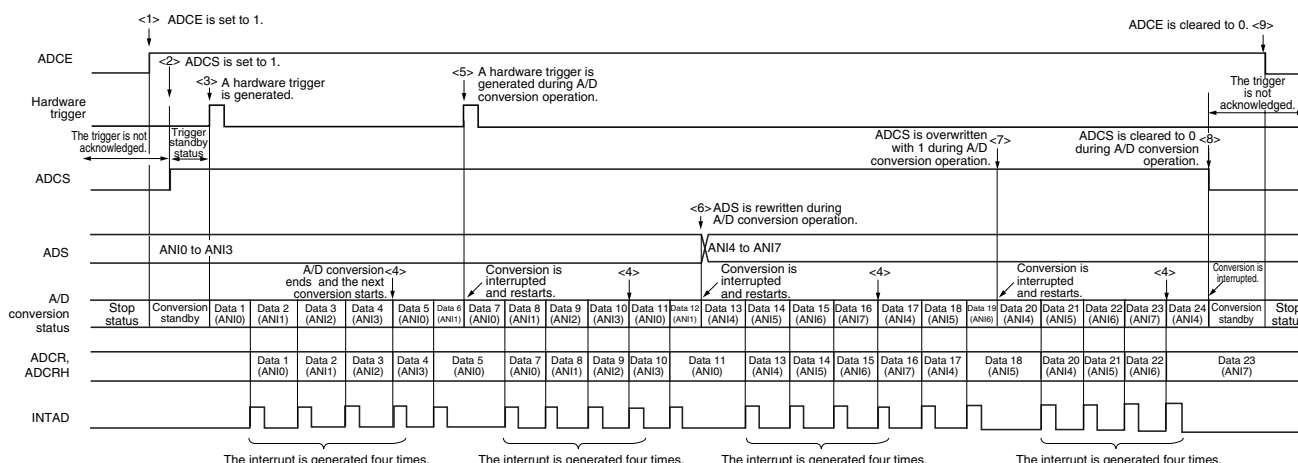 <1> ADCE is set to 1.
ADCE is cleared to 0. <9>
ADCE
<2> ADCS is set to 1.
<3> A hardware trigger
is generated.
<5> A hardware trigger is
generated during A/D
conversion operation.
The trigger
is not
acknowledged.
Hardware
trigger
The trigger is not
acknowledged.
Trigger
standby
status
ADCS is overwritten
with 1 during A/D
conversion operation.
<7>
ADCS is cleared to 0
during A/D conversion
operation.
<8>
ADCS
<6> ADS is rewritten during
A/D conversion operation.
ADS
ANI0 to ANI3
ANI4 to ANI7
A/D conversion
ends and the next
conversion starts.
<4>
Conversion is
interrupted
and restarts.
<4>
Conversion is
interrupted
and restarts.
<4>
Conversion is
interrupted
and restarts.
<4>
Conversion is
interrupted.
A/D
conversion
status
Stop
status
Conversion
standby
Data 1
(ANI0)
Data 2
(ANI1)
Data 3
(ANI2)
Data 4
(ANI3)
Data 5
(ANI0)
Data 6
(ANI1)
Data 7
(ANI0)
Data 8
(ANI1)
Data 9
(ANI2)
Data 10
(ANI3)
Data 11
(ANI0)
Data 12
(ANI1)
Data 13
(ANI4)
Data 14
(ANI5)
Data 15
(ANI6)
Data 16
(ANI7)
Data 17
(ANI4)
Data 18
(ANI5)
Data 19
(ANI6)
Data 20
(ANI4)
Data 21
(ANI5)
Data 22
(ANI6)
Data 23
(ANI7)
Data 24
(ANI4)
Conversion
standby
Stop
status
ADCR,
ADCRH
Data 1
(ANI0)
Data 2
(ANI1)
Data 3
(ANI2)
Data 4
(ANI3)
Data 5
(ANI0)
Data 7
(ANI0)
Data 8
(ANI1)
Data 9
(ANI2)
Data 10
(ANI3)
Data 11
(ANI0)
Data 13
(ANI4)
Data 14
(ANI5)
Data 15
(ANI6)
Data 16
(ANI7)
Data 17
(ANI4)
Data 18
(ANI5)
Data 20
(ANI4)
Data 21
(ANI5)
Data 22
(ANI6)
Data 23
(ANI7)
INTAD
The interrupt is generated four times.
The interrupt is generated four times.
The interrupt is generated four times.
The interrupt is generated four times.